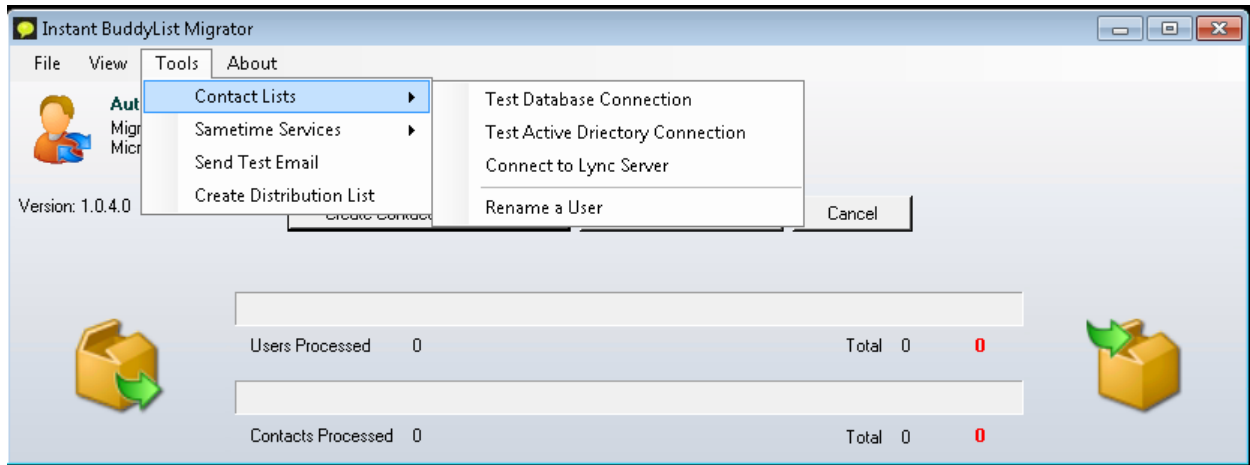 Instant BuddyList Migrator
File View Tools About
Contact Lists
Sametime Services
Send Test Email
Create Distribution List
Test Database Connection
Test Active Driectory Connection
Connect to Lync Server
Rename a User
Version: 1.0.4.0
Cancel
Users Processed 0 Total 0 0
Contacts Processed 0 Total 0 0